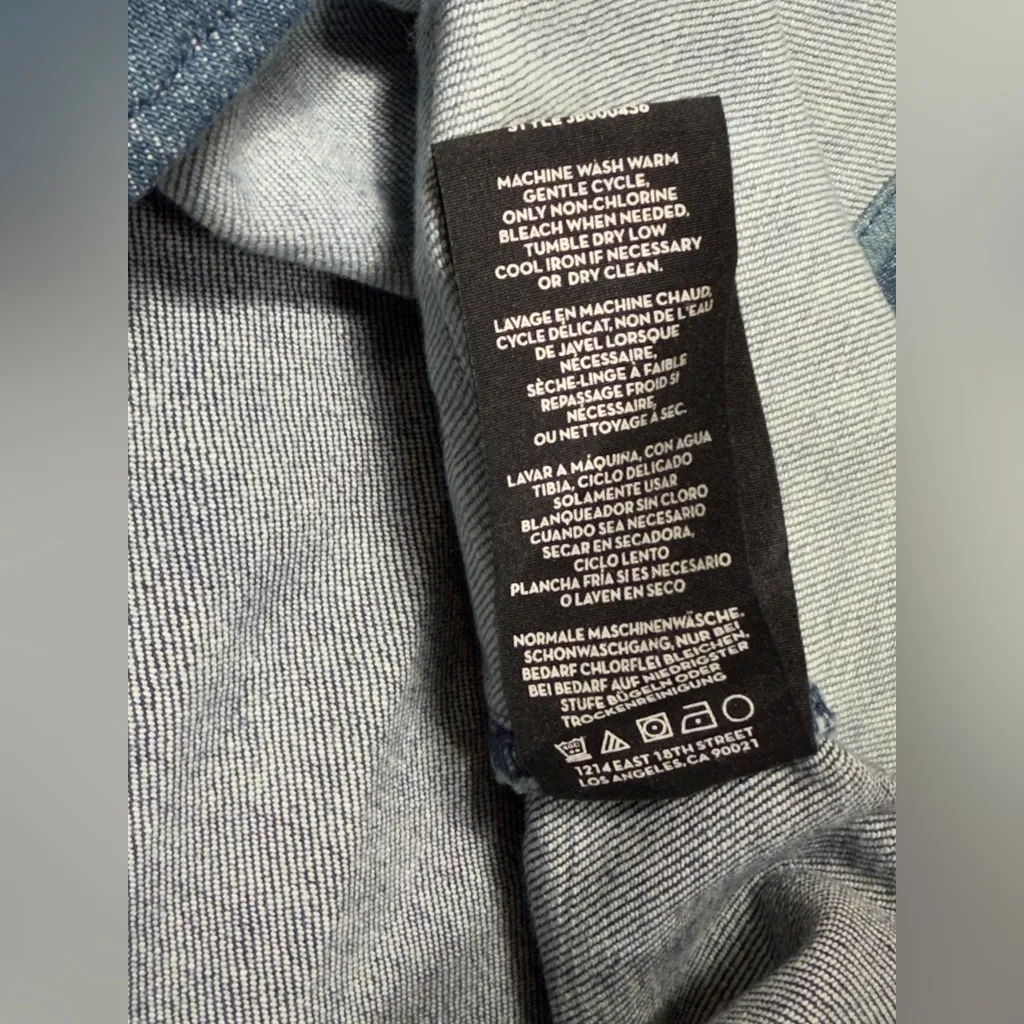 STYLE JB000456
MACHINE WASH WARM
GENTLE CYCLE,
ONLY NON-CHLORINE
BLEACH WHEN NEEDED,
TUMBLE DRY LOW
COOL IRON IF NECESSARY
OR DRY CLEAN.
LAVAGE EN MACHINE CHAUD,
CYCLE DÉLICAT, NON DE L'EAU
DE JAVEL LORSQUE
NÉCESSAIRE,
SÈCHE-LINGE À FAIBLE
REPASSAGE FROID SI
NÉCESSAIRE,
OU NETTOYAGE A SEC.
LAVAR A MÁQUINA, CON AGUA
TIBIA, CICLO DELICADO
SOLAMENTE USAR
BLANQUEADOR SIN CLORO
CUANDO SEA NECESARIO
SECAR EN SECADORA,
CICLO LENTO
PLANCHA FRÍA SI ES NECESARIO
O LAVEN EN SECO
NORMALE MASCHINENWÄSCHE.
SCHONWASCHGANG, NUR BEI
BEDARF CHLORFLEI BLEICHEN.
BEI BEDARF AUF NIEDRIGSTER
STUFE BÜGELN ODER
TROCKENREINIGUNG
1214 EAST 18TH STREET
LOS ANGELES, CA 90021